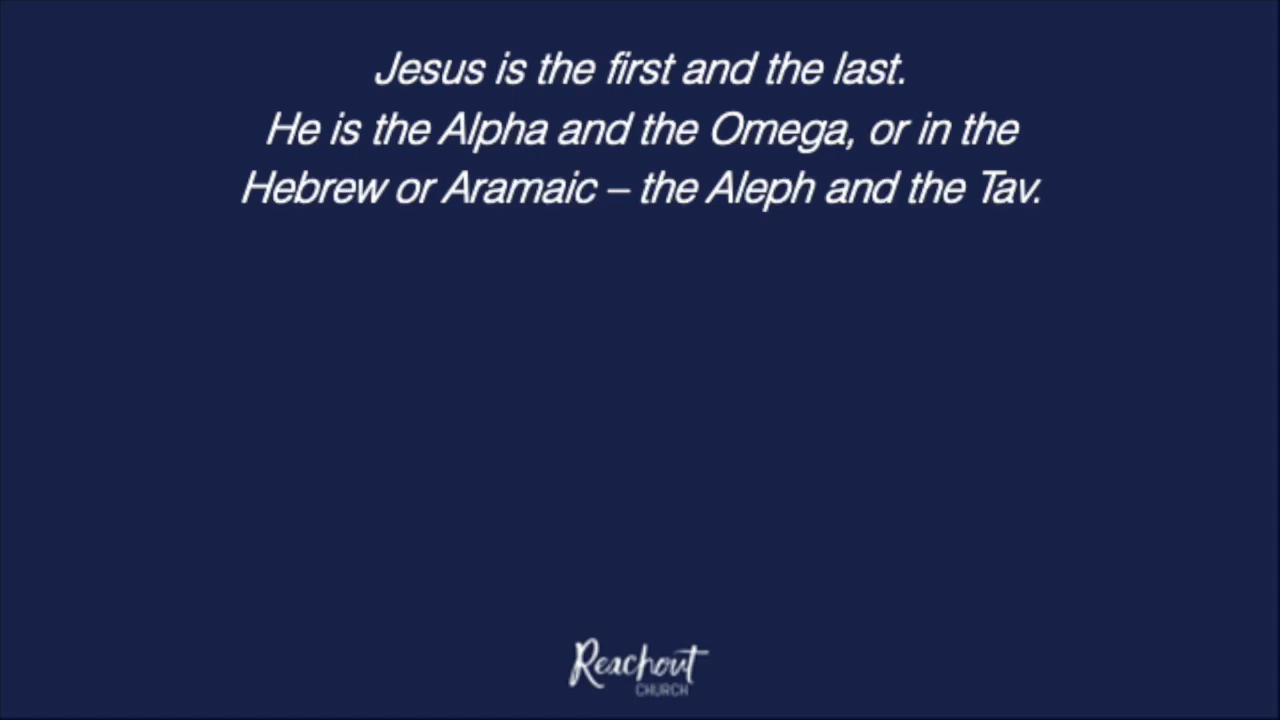 Jesus is the first and the last.
He is the Alpha and the Omega, or in the
Hebrew or Aramaic – the Aleph and the Tav.
Reachout
CHURCH